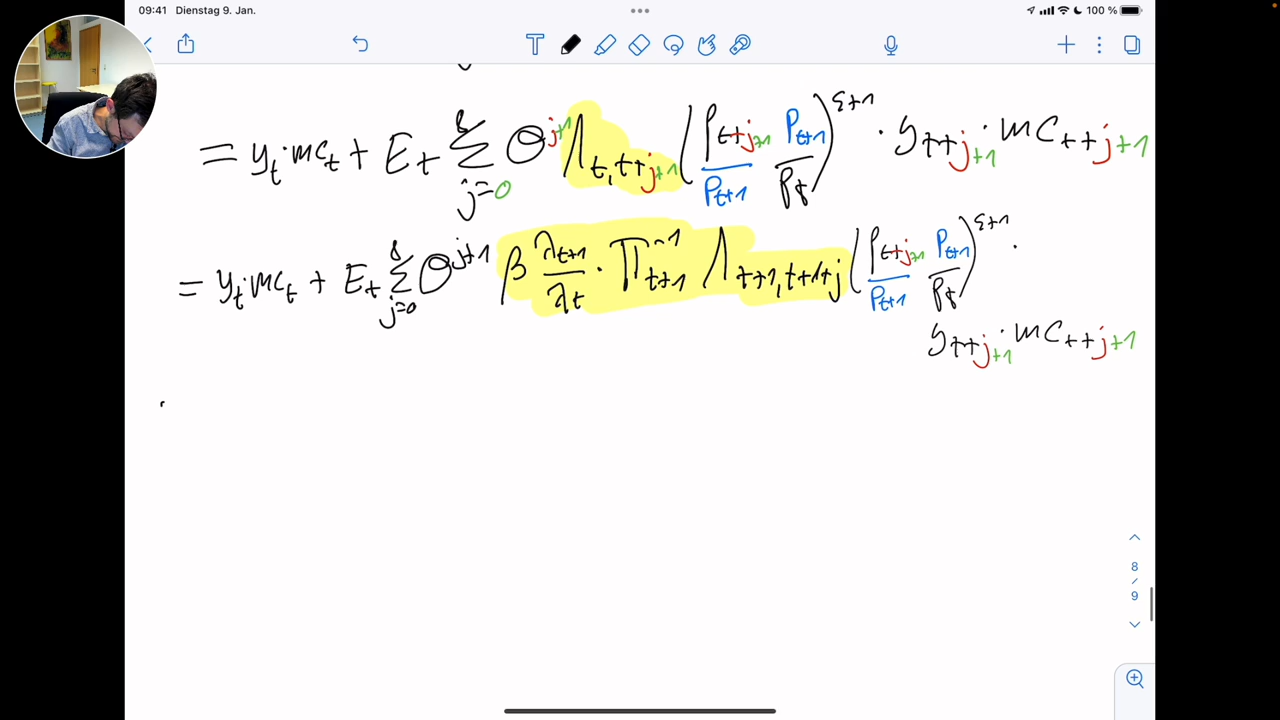 09:41 Dienstag 9. Jan. 100 %
= y_t · mc_t + E_t ∑_{j=0}^{∞} θ^{j+1} Λ_{t,t+j+1} (P_{t+j+1}/P_{t+1} P_{t+1}/P_t)^{ε+1} · y_{t+j+1} · mc_{t+j+1}
= y_t · mc_t + E_t ∑_{j=0}^{∞} θ^{j+1} β λ_{t+1}/λ_t · Π_{t+1}^{-1} Λ_{t+1,t+1+j} (P_{t+j+1}/P_{t+1} P_{t+1}/P_t)^{ε+1} ·
y_{t+j+1} · mc_{t+j+1}
8
/
9